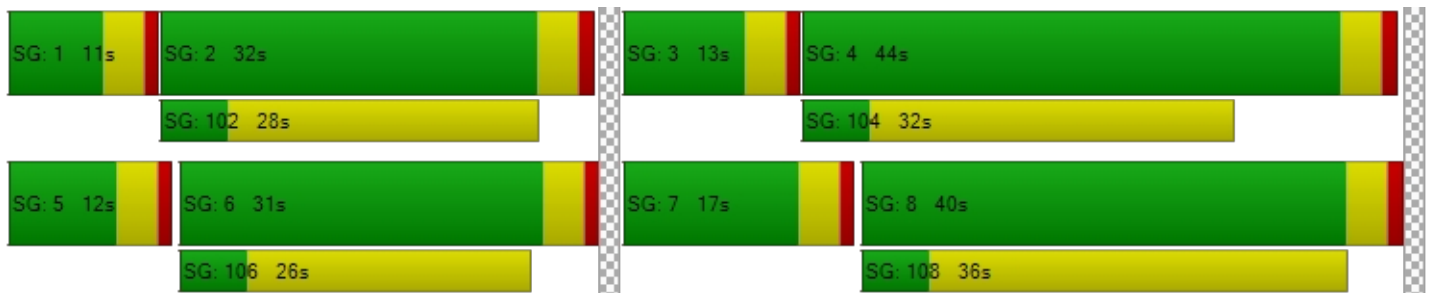 SG: 1 11s
SG: 2 32s
SG: 3 13s
SG: 4 44s
SG: 102 28s
SG: 104 32s
SG: 5 12s
SG: 6 31s
SG: 7 17s
SG: 8 40s
SG: 106 26s
SG: 108 36s